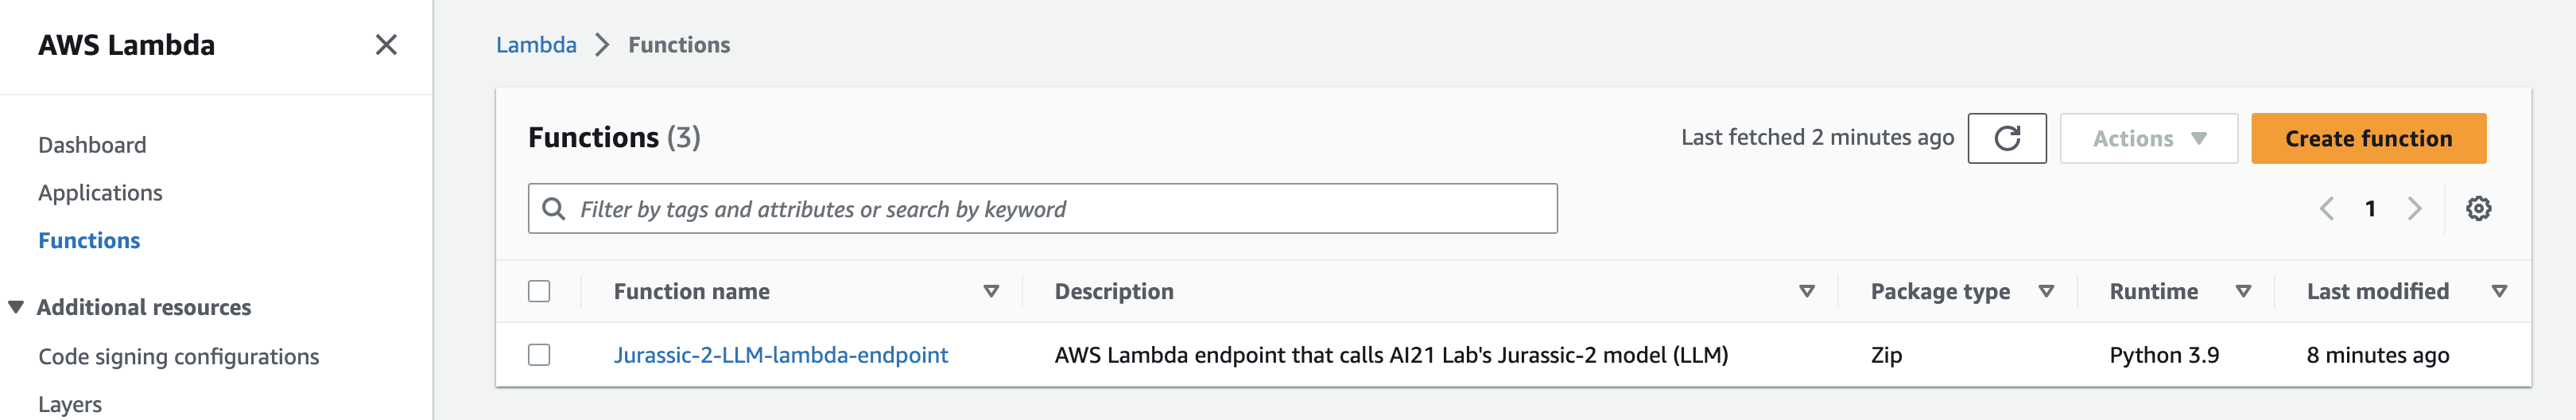 AWS Lambda
Dashboard
Applications
Functions
Additional resources
Code signing configurations
Layers
Lambda Functions
Functions (3)
Last fetched 2 minutes ago
Actions
Create function
Filter by tags and attributes or search by keyword
1
Function name Description Package type Runtime Last modified
Jurassic-2-LLM-lambda-endpoint AWS Lambda endpoint that calls AI21 Lab's Jurassic-2 model (LLM) Zip Python 3.9 8 minutes ago